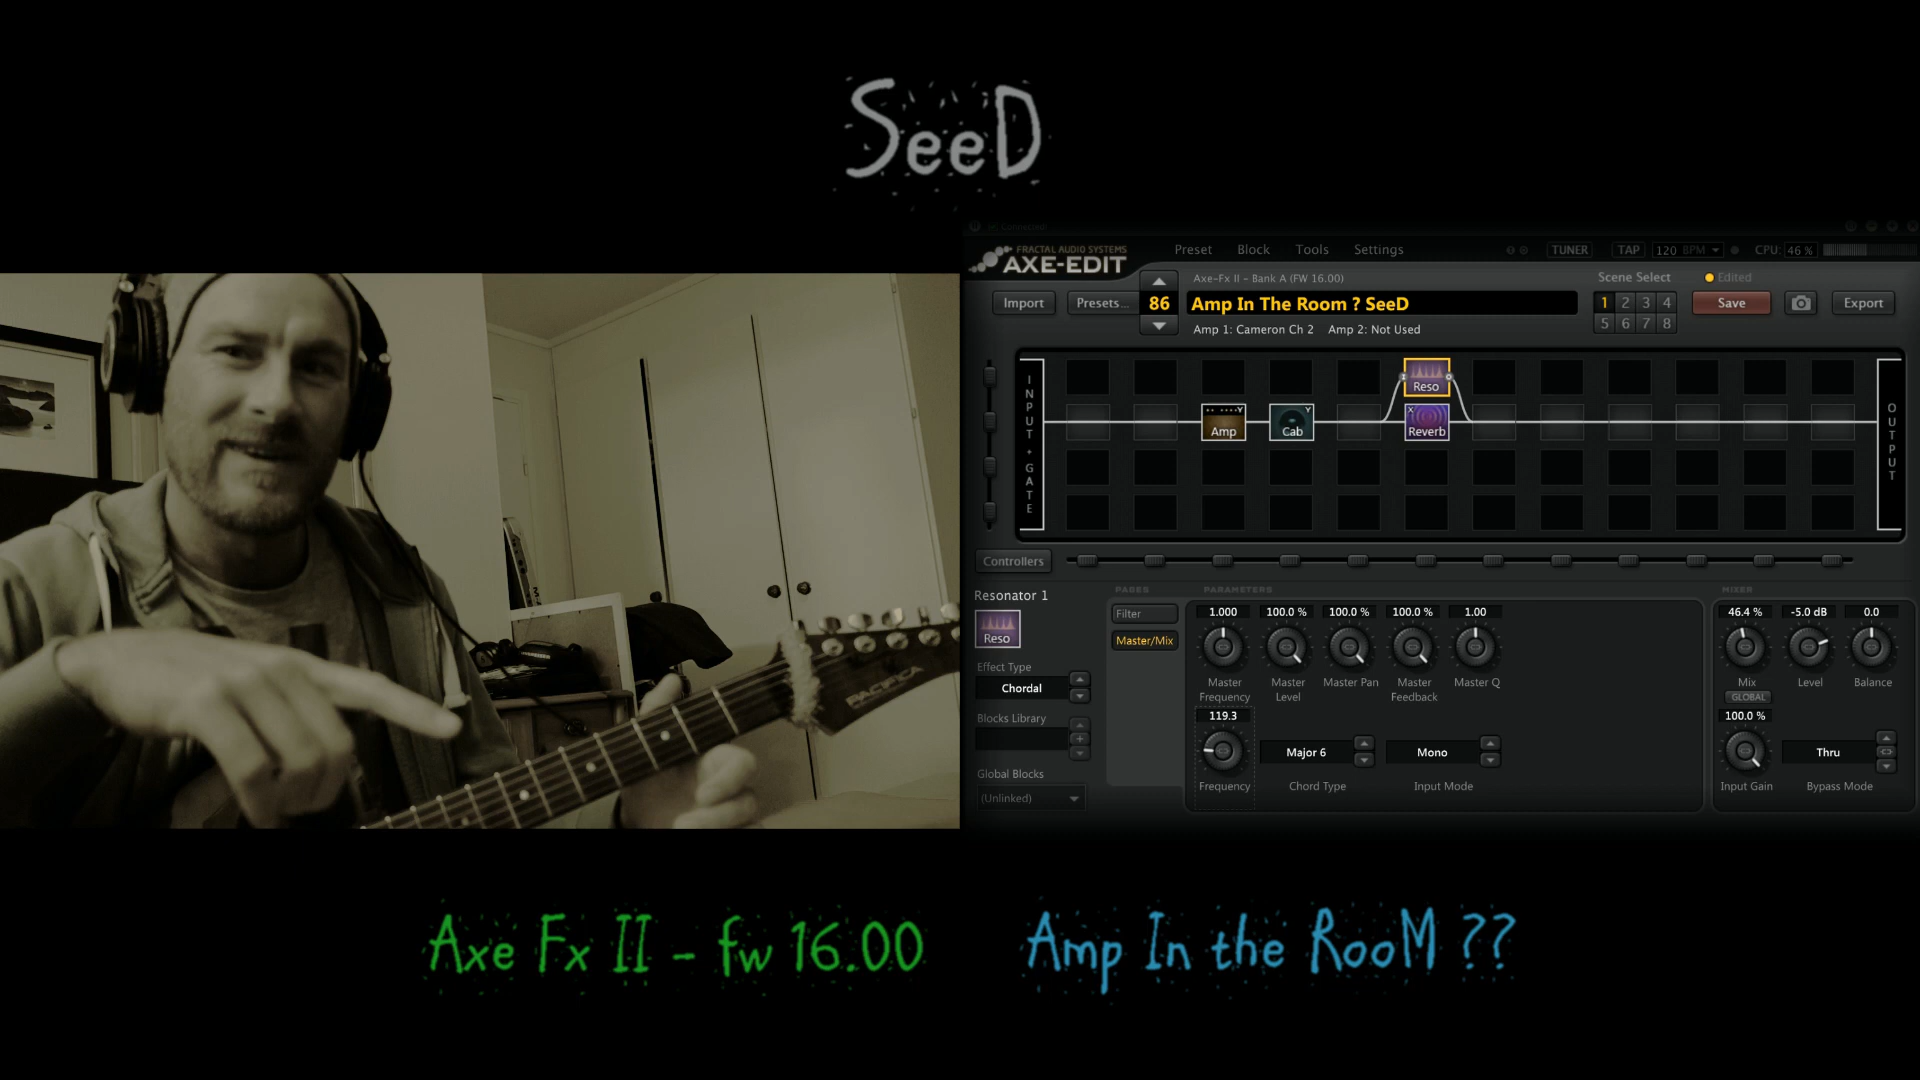 SeeD
FRACTAL AUDIO SYSTEMS
AXE-EDIT
Preset Block Tools Settings
TUNER TAP 120 BPM CPU: 46 %
Import Presets... 86
Axe-Fx II - Bank A (FW 16.00)
Amp In The Room ? SeeD
Amp 1: Cameron Ch 2 Amp 2: Not Used
Scene Select
1 2 3 4
5 6 7 8
Edited
Save Export
INPUT + GATE
Reso
Amp Cab Reverb
Y Y X
OUTPUT
Controllers
Resonator 1
Reso
Effect Type
Chordal
Blocks Library
Global Blocks
(Unlinked)
PAGES
Filter
Master/Mix
PARAMETERS
1.000 100.0 % 100.0 % 100.0 % 1.00
Master Frequency Master Level Master Pan Master Feedback Master Q
119.3 Major 6 Mono
Frequency Chord Type Input Mode
MIXER
46.4 % -5.0 dB 0.0
Mix Level Balance
GLOBAL
100.0 % Thru
Input Gain Bypass Mode
PACIFICA
Axe Fx II - fw 16.00
Amp In the RooM ??